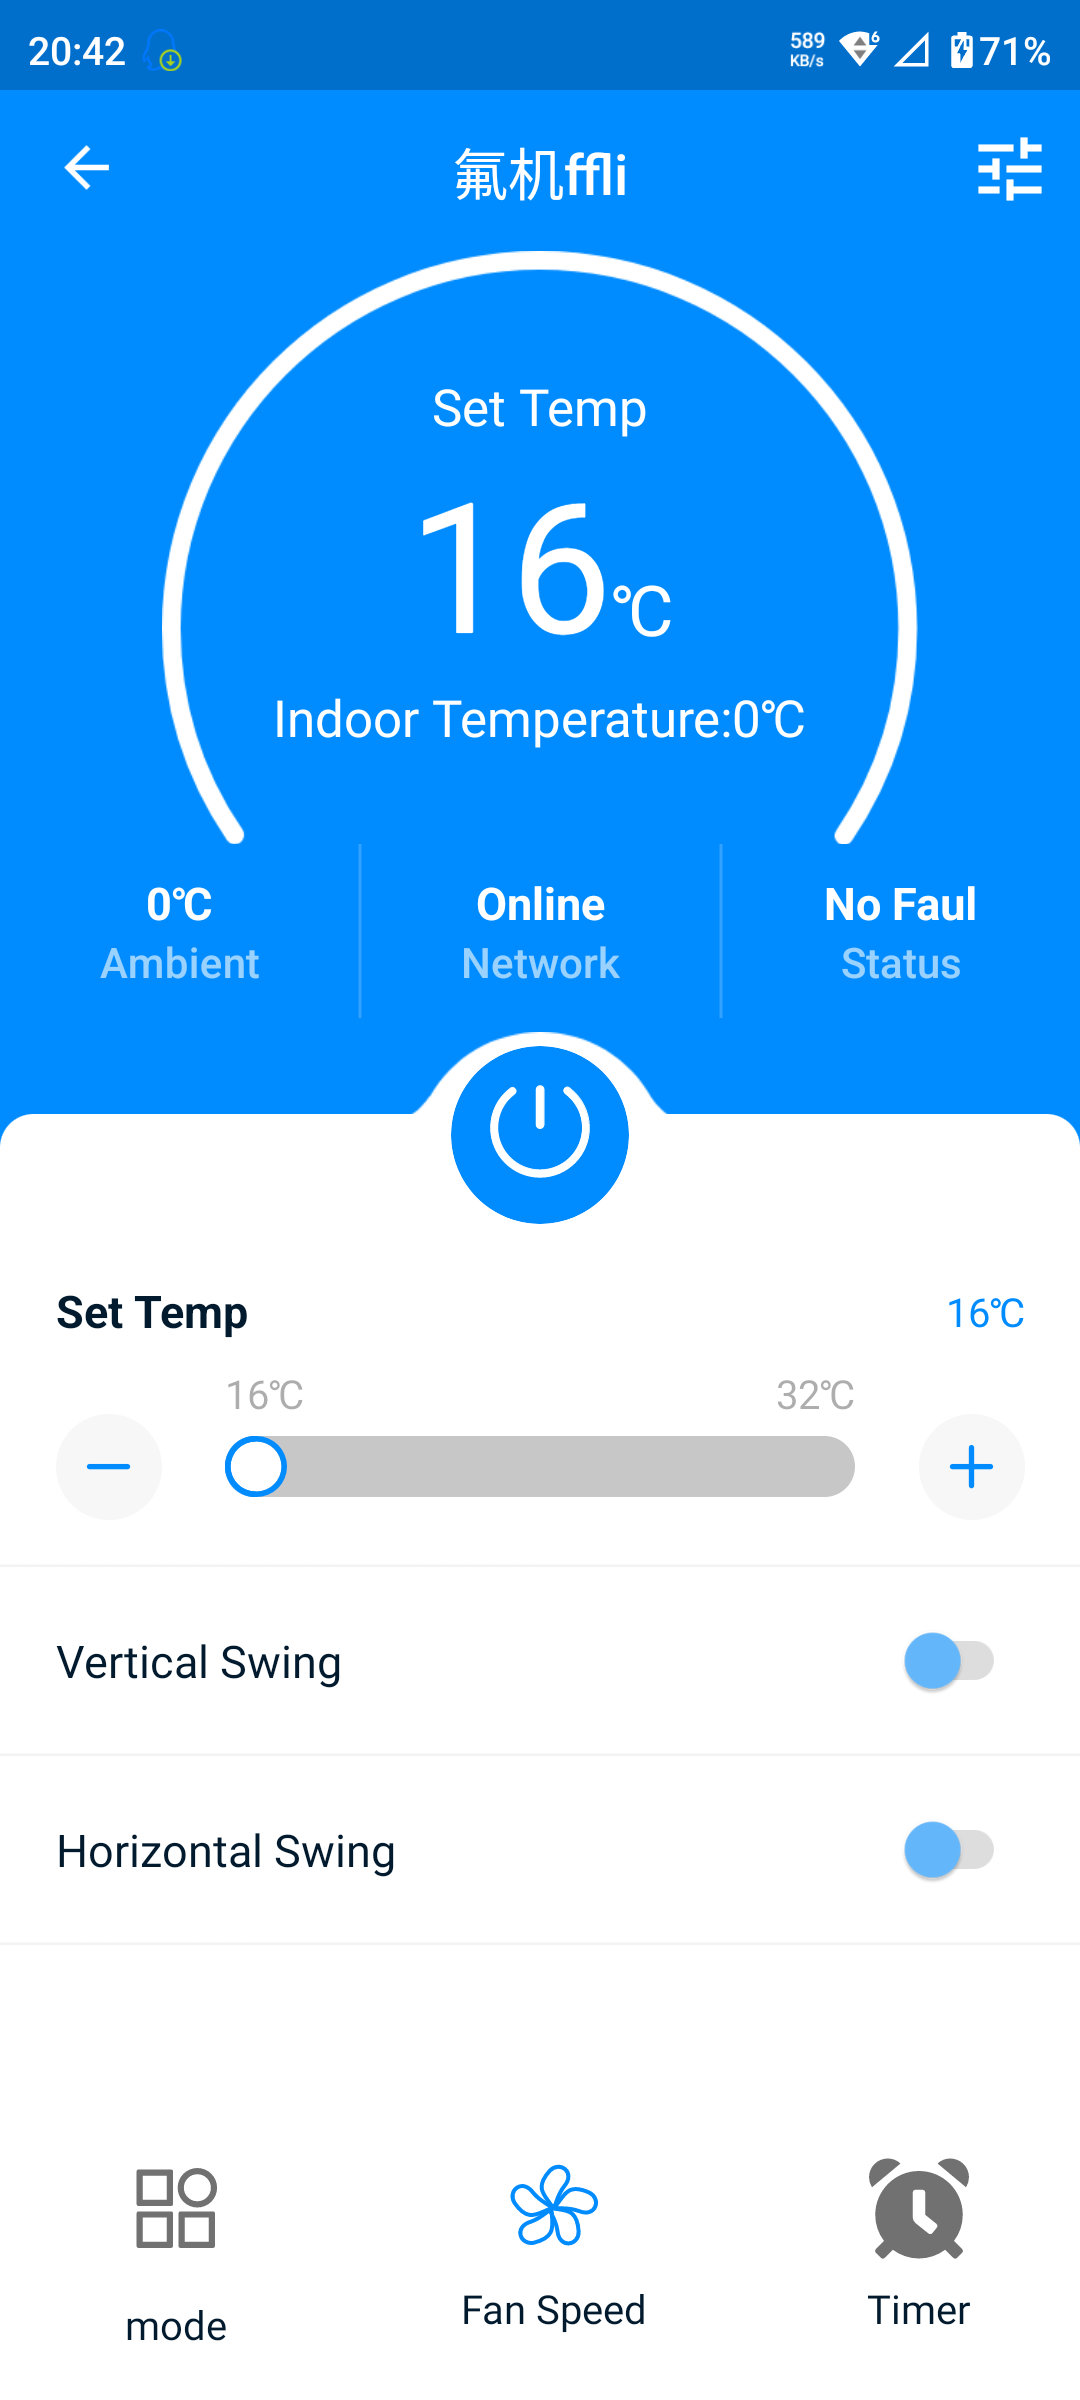 20:42
589
KB/s
6
71%
氟机ffli
Set Temp
16℃
Indoor Temperature:0℃
0℃
Online
No Faul
Ambient
Network
Status
Set Temp
16℃
16℃
32℃
Vertical Swing
Horizontal Swing
mode
Fan Speed
Timer